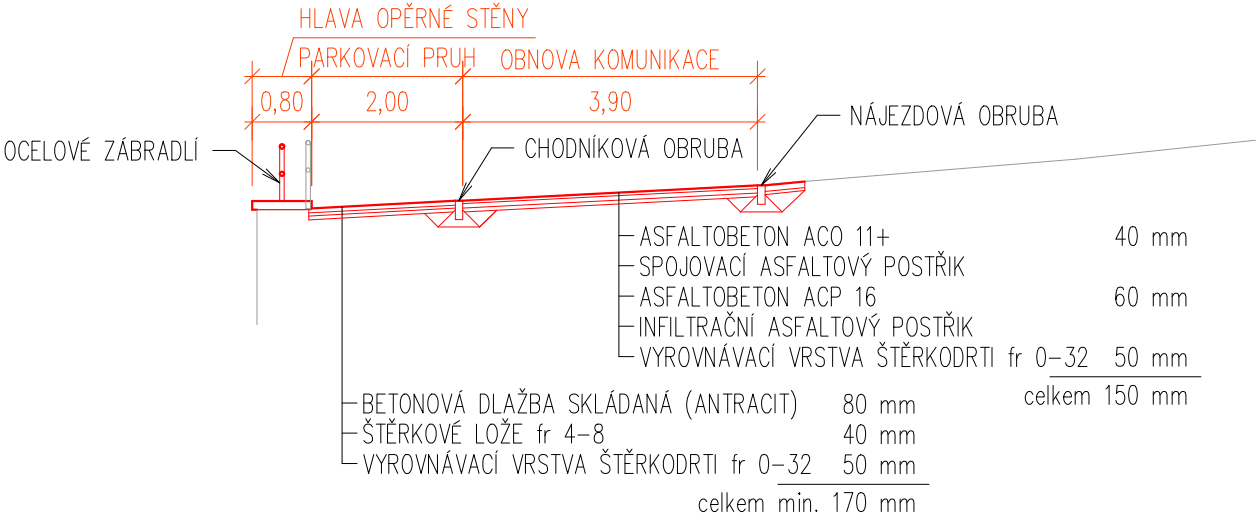 HLAVA OPĚRNÉ STĚNY
PARKOVACÍ PRUH OBNOVA KOMUNIKACE
0,80 2,00 3,90
NÁJEZDOVÁ OBRUBA
OCELOVÉ ZÁBRADLÍ
CHODNÍKOVÁ OBRUBA
ASFALTOBETON ACO 11+ 40 mm
SPOJOVACÍ ASFALTOVÝ POSTŘIK
ASFALTOBETON ACP 16 60 mm
INFILTRAČNÍ ASFALTOVÝ POSTŘIK
VYROVNÁVACÍ VRSTVA ŠTĚRKODRTI fr 0-32 50 mm
celkem 150 mm
BETONOVÁ DLAŽBA SKLÁDANÁ (ANTRACIT) 80 mm
ŠTĚRKOVÉ LOŽE fr 4-8 40 mm
VYROVNÁVACÍ VRSTVA ŠTĚRKODRTI fr 0-32 50 mm
celkem min. 170 mm